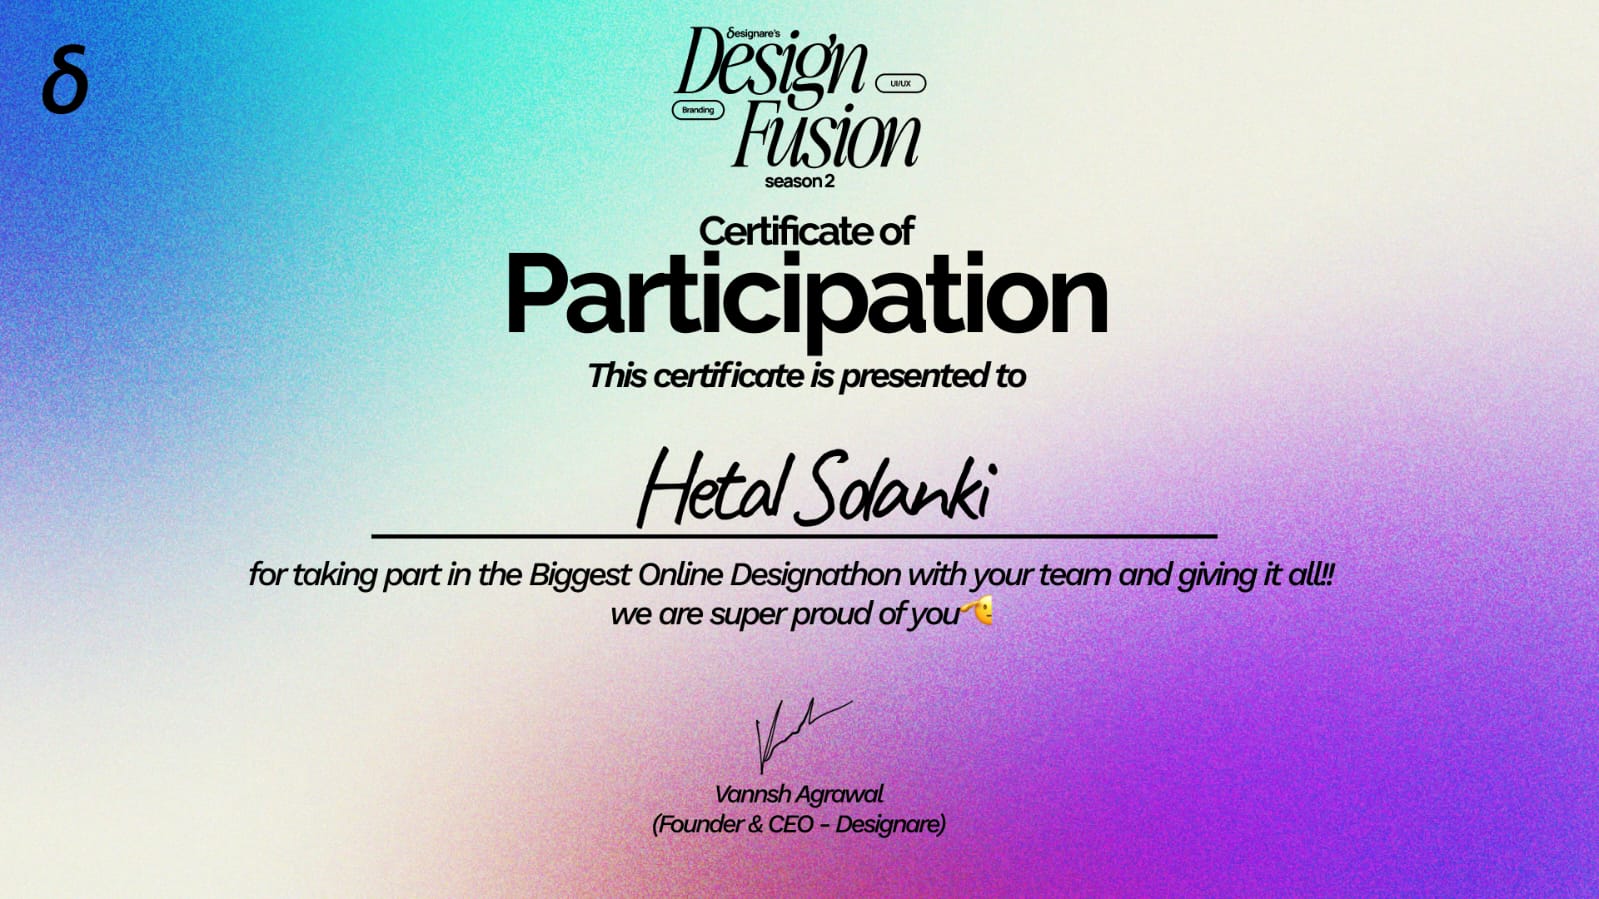 δ
δesignare's
Design
UI/UX
Branding
Fusion
season 2
Certificate of
Participation
This certificate is presented to
Hetal Solanki
for taking part in the Biggest Online Designathon with your team and giving it all!!
we are super proud of you
Vannsh Agrawal
(Founder & CEO - Designare)